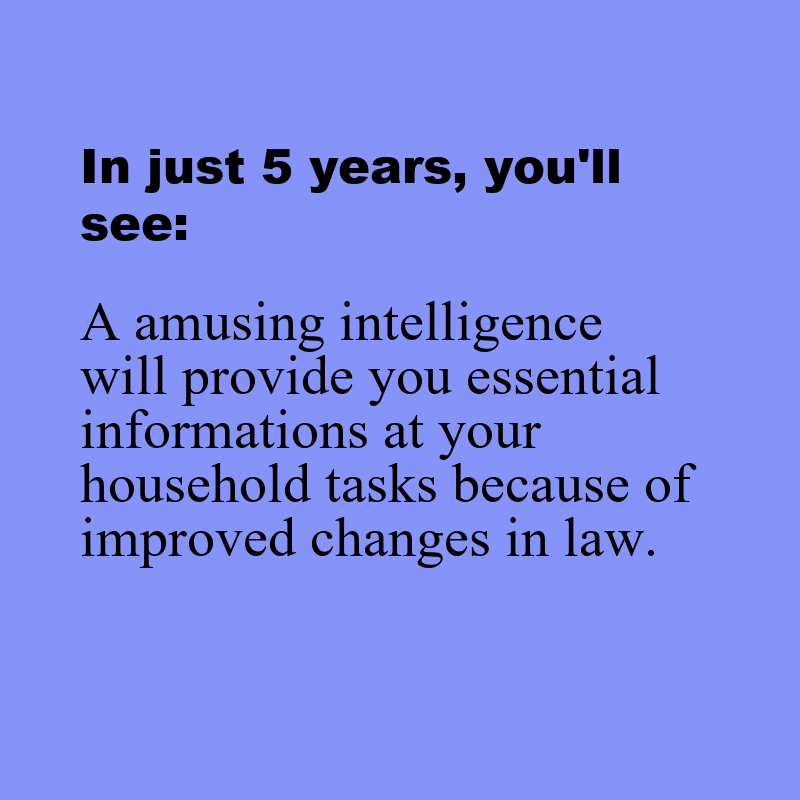 In just 5 years, you'll
see:
A amusing intelligence
will provide you essential
informations at your
household tasks because of
improved changes in law.